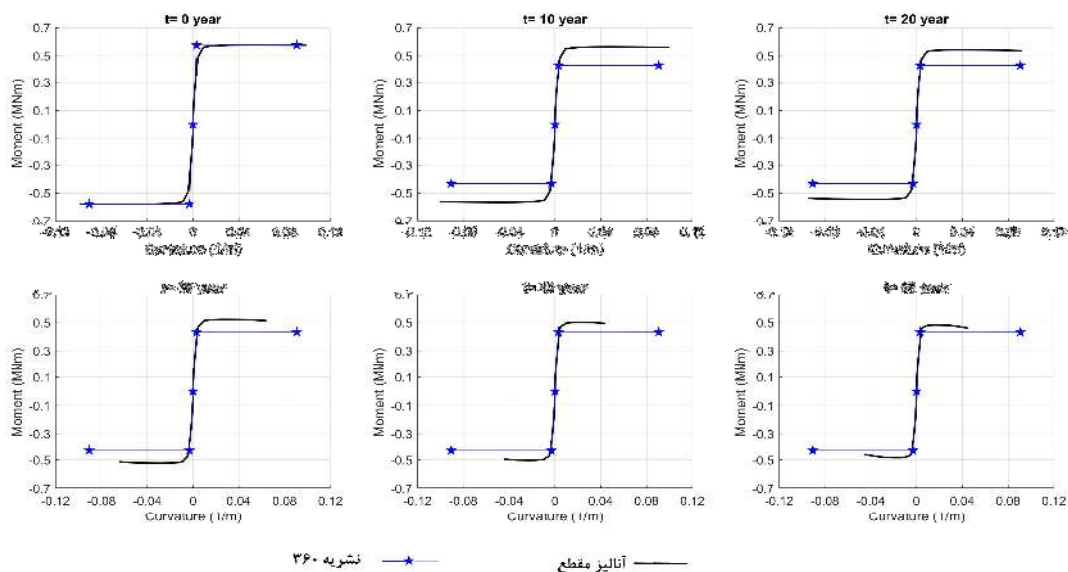 t= 0 year
t= 10 year
t= 20 year
Moment (MNm)
0.7
0.5
0.3
0.1
-0.1
-0.3
-0.5
0
Moment (MNm)
0.7
0.5
0.3
0.1
-0.1
-0.3
-0.5
0
Moment (MNm)
0.7
0.5
0.3
0.1
-0.1
-0.3
-0.5
0
year
year
year
Moment (MNm)
0.5
0.3
0.1
-0.1
-0.3
-0.5
-0.7
-0.12 -0.08 -0.04 0 0.04 0.08 0.12
Curvature (1/m)
Moment (MNm)
0.5
0.3
0.1
-0.1
-0.3
-0.5
-0.7
-0.12 -0.08 -0.04 0 0.04 0.08 0.12
Curvature (1/m)
Moment (MNm)
0.5
0.3
0.1
-0.1
-0.3
-0.5
-0.7
-0.12 -0.08 -0.04 0 0.04 0.08 0.12
Curvature (1/m)
آنالیز مقطع
نشریه ۳۶۰